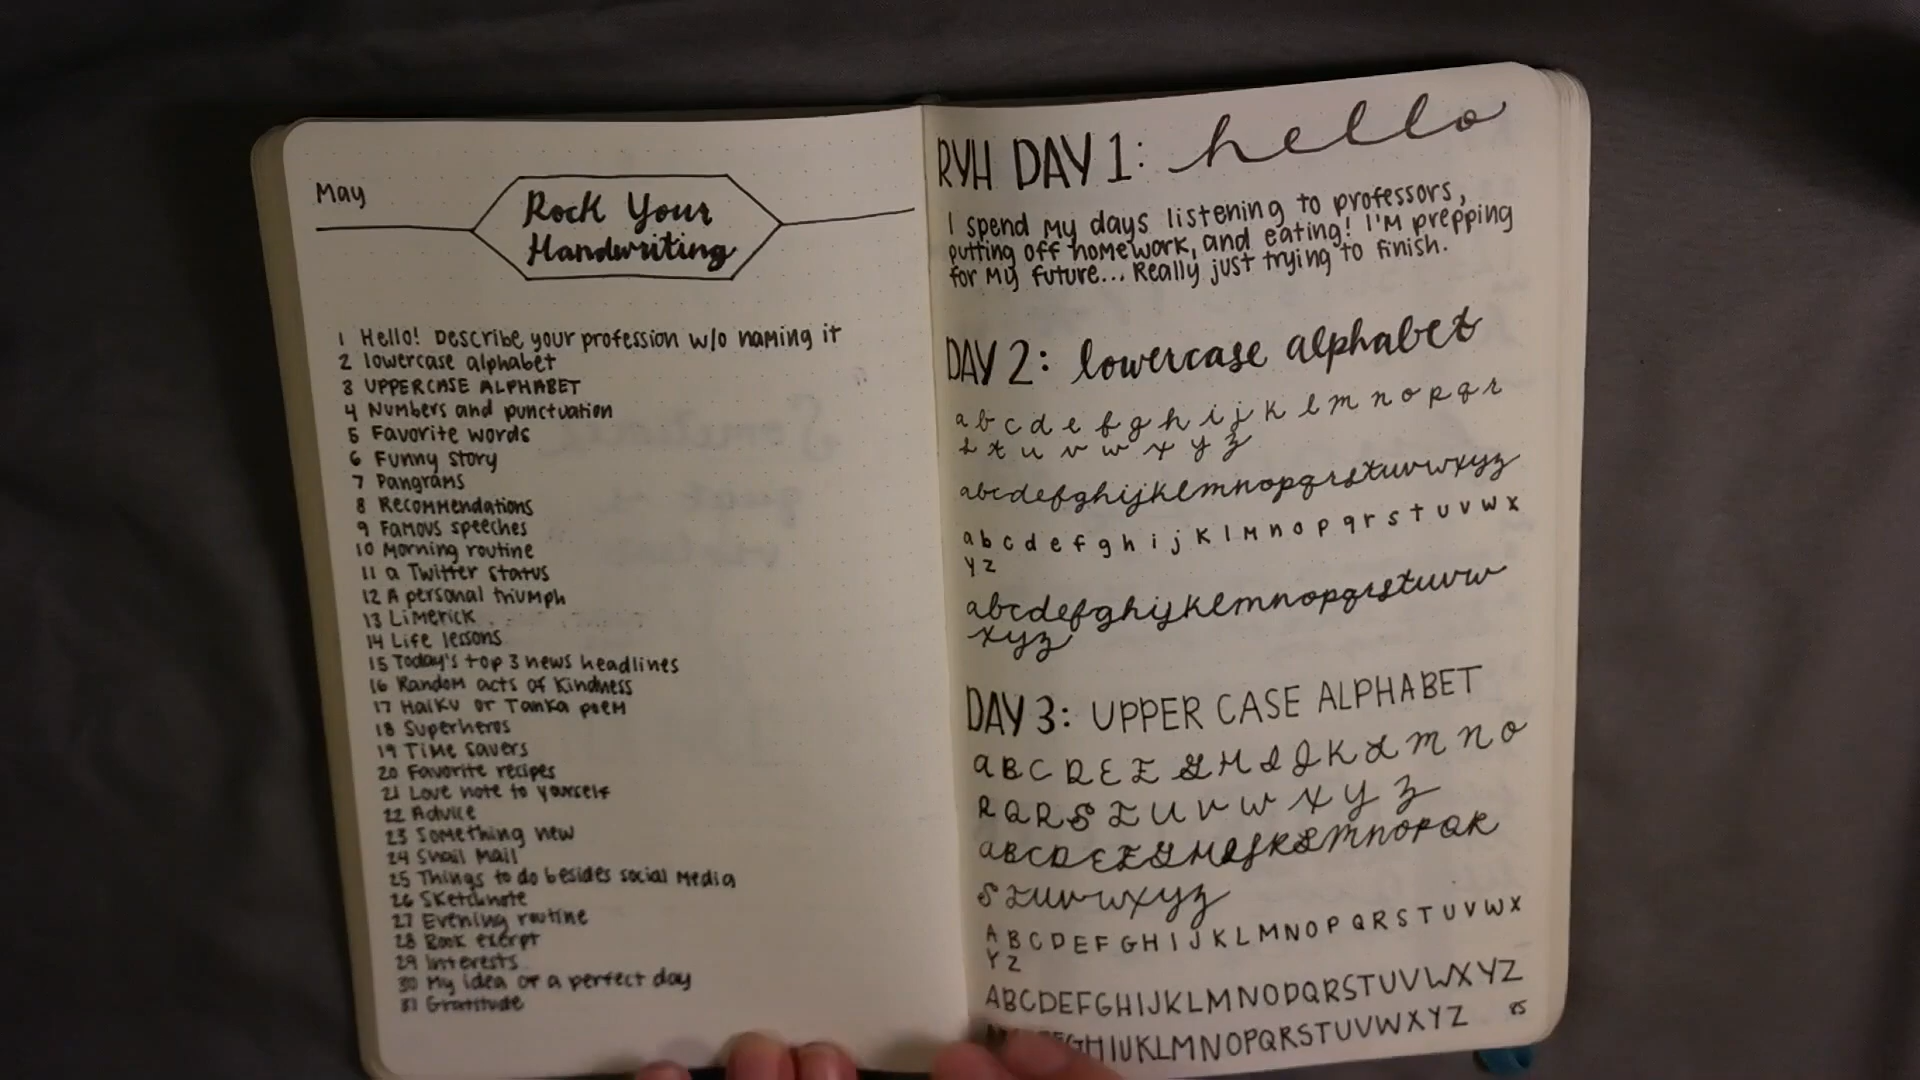 May
Rock Your
Handwriting
1 Hello! Describe your profession w/o naming it
2 lowercase alphabet
3 UPPERCASE ALPHABET
4 Numbers and punctuation
5 Favorite words
6 Funny story
7 Pangrams
8 Recommendations
9 Famous speeches
10 Morning routine
11 a Twitter status
12 A personal triumph
13 Limerick
14 Life lessons
15 Today's top 3 news headlines
16 Random acts of kindness
17 Haiku or Tanka poem
18 Superheros
19 Time savers
20 Favorite recipes
21 Love note to yourself
22 Advice
23 Something new
24 Snail Mail
25 Things to do besides social media
26 Sketchnote
27 Evening routine
28 Book exerpt
29 Interests
30 My idea of a perfect day
31 Gratitude
RYH DAY 1: hello
I spend my days listening to professors,
putting off homework, and eating! I'm prepping
for my future... Really just trying to finish.
DAY 2: lowercase alphabet
a b c d e f g h i j k l m n o p q r
s t u v w x y z
abcdefghijklmnopqrstuvwxyz
a b c d e f g h i j k l m n o p q r s t u v w x
y z
abcdefghijklmnopqrstuvw
xyz
DAY 3: UPPER CASE ALPHABET
A B C D E F G H I J K L M N O
P Q R S T U V W X Y Z
ABCDEFGHIJKLMNOPQR
STUVWXYZ
A B C D E F G H I J K L M N O P Q R S T U V W X
Y Z
ABCDEFGHIJKLMNOPQRSTUVWXYZ
GHIJKLMNOPQRSTUVWXYZ
85